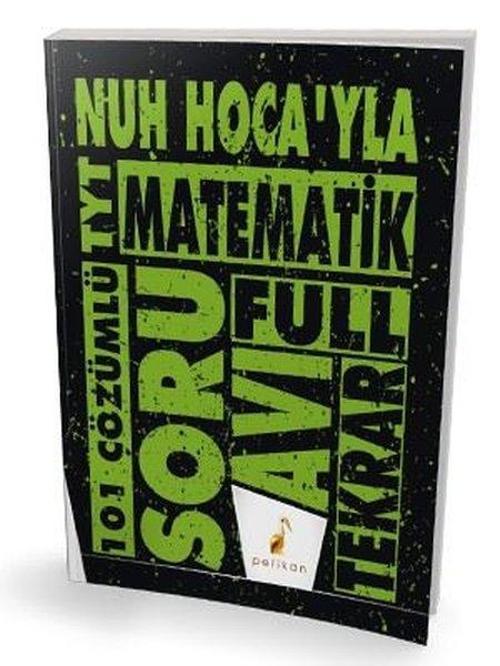 NUH HOCA'YLA
TYT
MATEMATİK
101 ÇÖZÜMLÜ
SORU
AVI
FULL
TEKRAR
pelikan